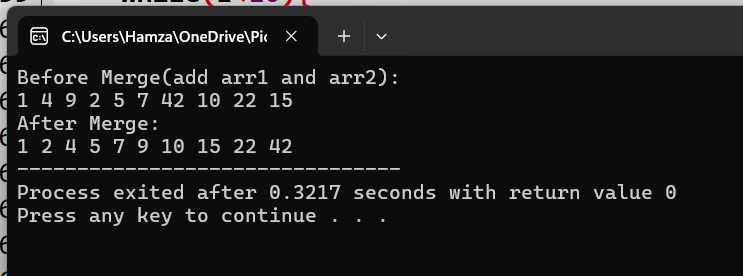 C:\Users\Hamza\OneDrive\Pic
Before Merge(add arr1 and arr2):
1 4 9 2 5 7 42 10 22 15
After Merge:
1 2 4 5 7 9 10 15 22 42
--------------------------------
Process exited after 0.3217 seconds with return value 0
Press any key to continue . . .